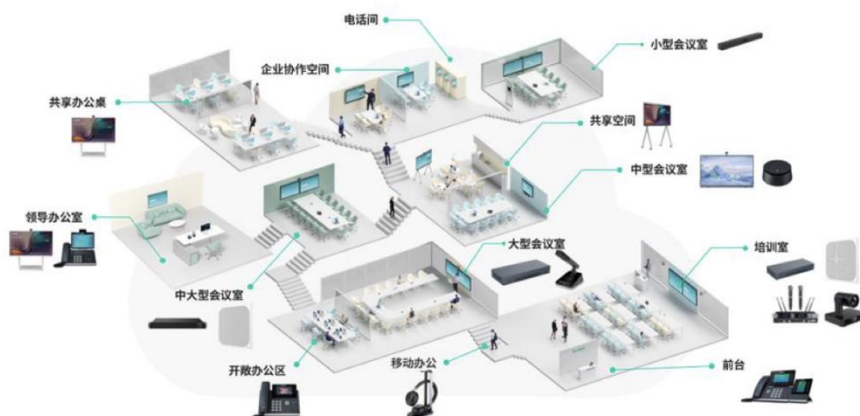 电话间
小型会议室
企业协作空间
共享办公桌
共享空间
中型会议室
领导办公室
大型会议室
培训室
中大型会议室
开敞办公区
移动办公
前台